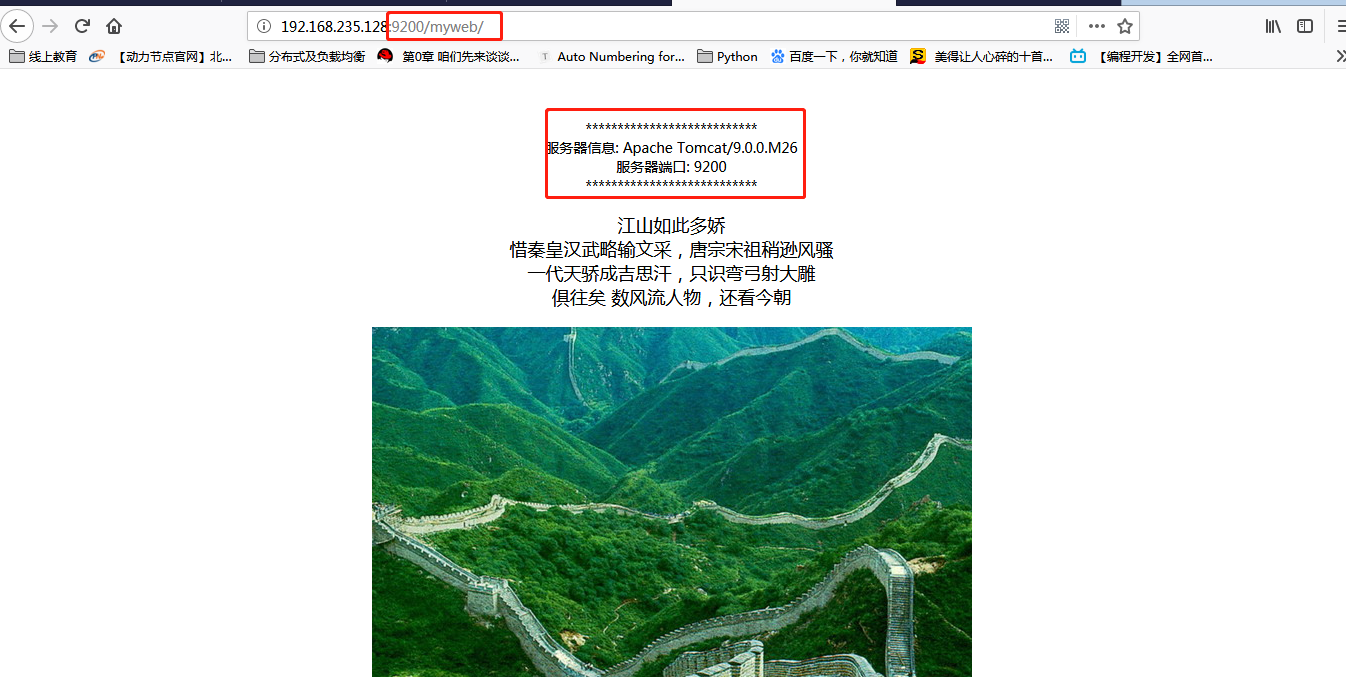 192.168.235.128:9200/myweb/
线上教育 【动力节点官网】北... 分布式及负载均衡 第0章 咱们先来谈谈... Auto Numbering for... Python 百度一下，你就知道 美得让人心碎的十首... 【编程开发】全网首...
***************************
服务器信息: Apache Tomcat/9.0.0.M26
服务器端口: 9200
***************************
江山如此多娇
惜秦皇汉武略输文采，唐宗宋祖稍逊风骚
一代天骄成吉思汗，只识弯弓射大雕
俱往矣 数风流人物，还看今朝